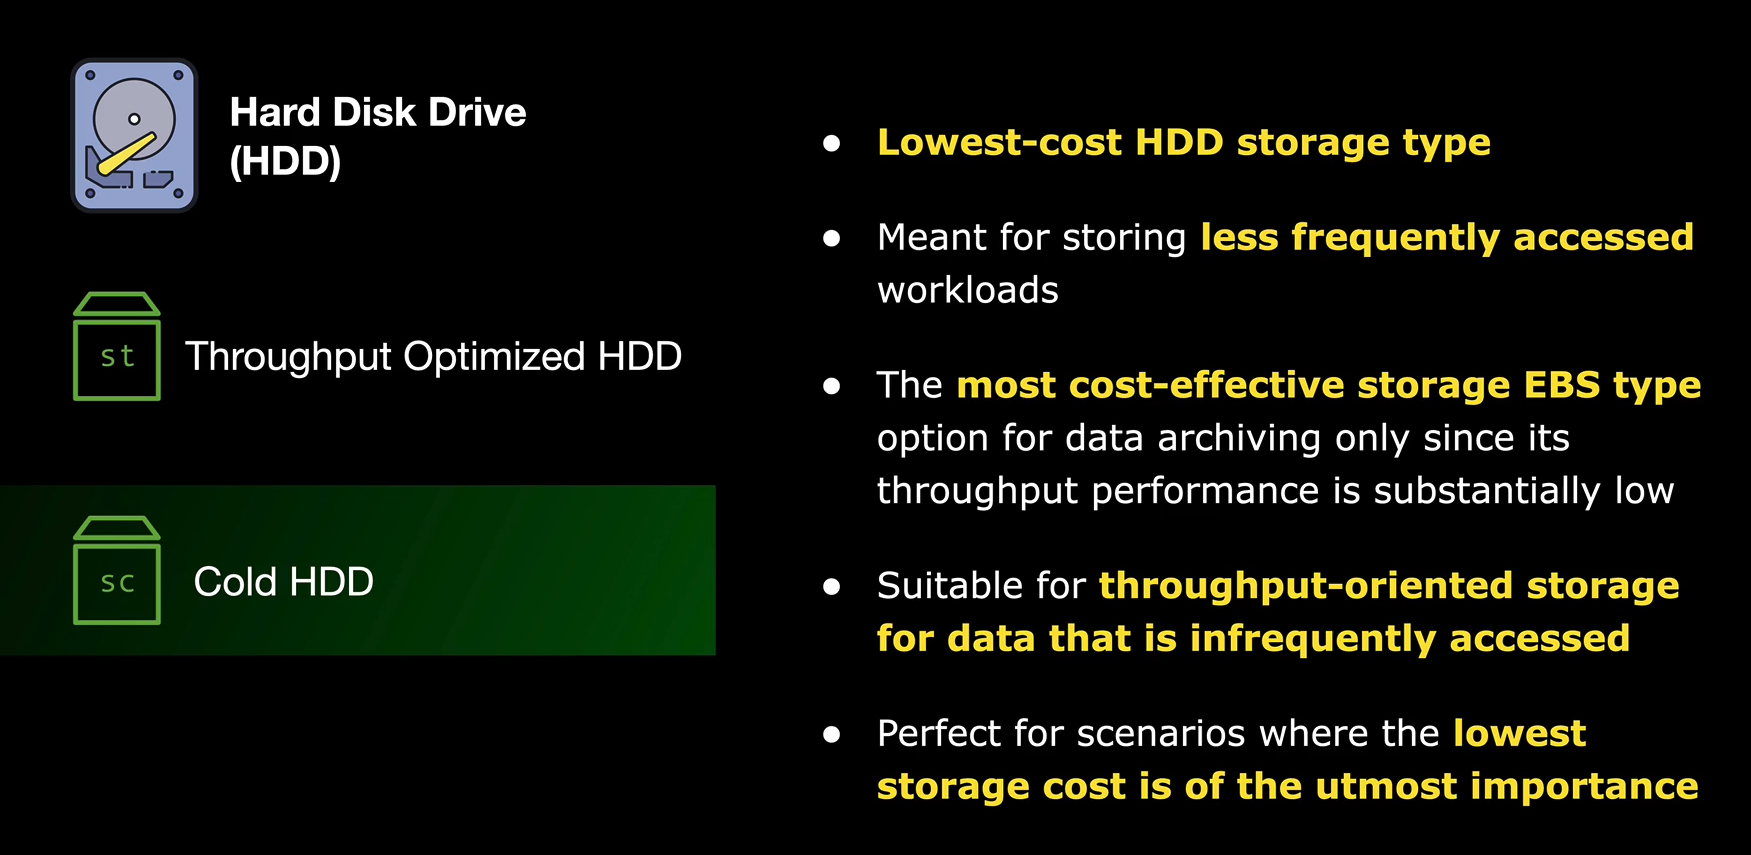 Hard Disk Drive
(HDD)
st
Throughput Optimized HDD
sc
Cold HDD
● Lowest-cost HDD storage type
● Meant for storing less frequently accessed
workloads
● The most cost-effective storage EBS type
option for data archiving only since its
throughput performance is substantially low
● Suitable for throughput-oriented storage
for data that is infrequently accessed
● Perfect for scenarios where the lowest
storage cost is of the utmost importance